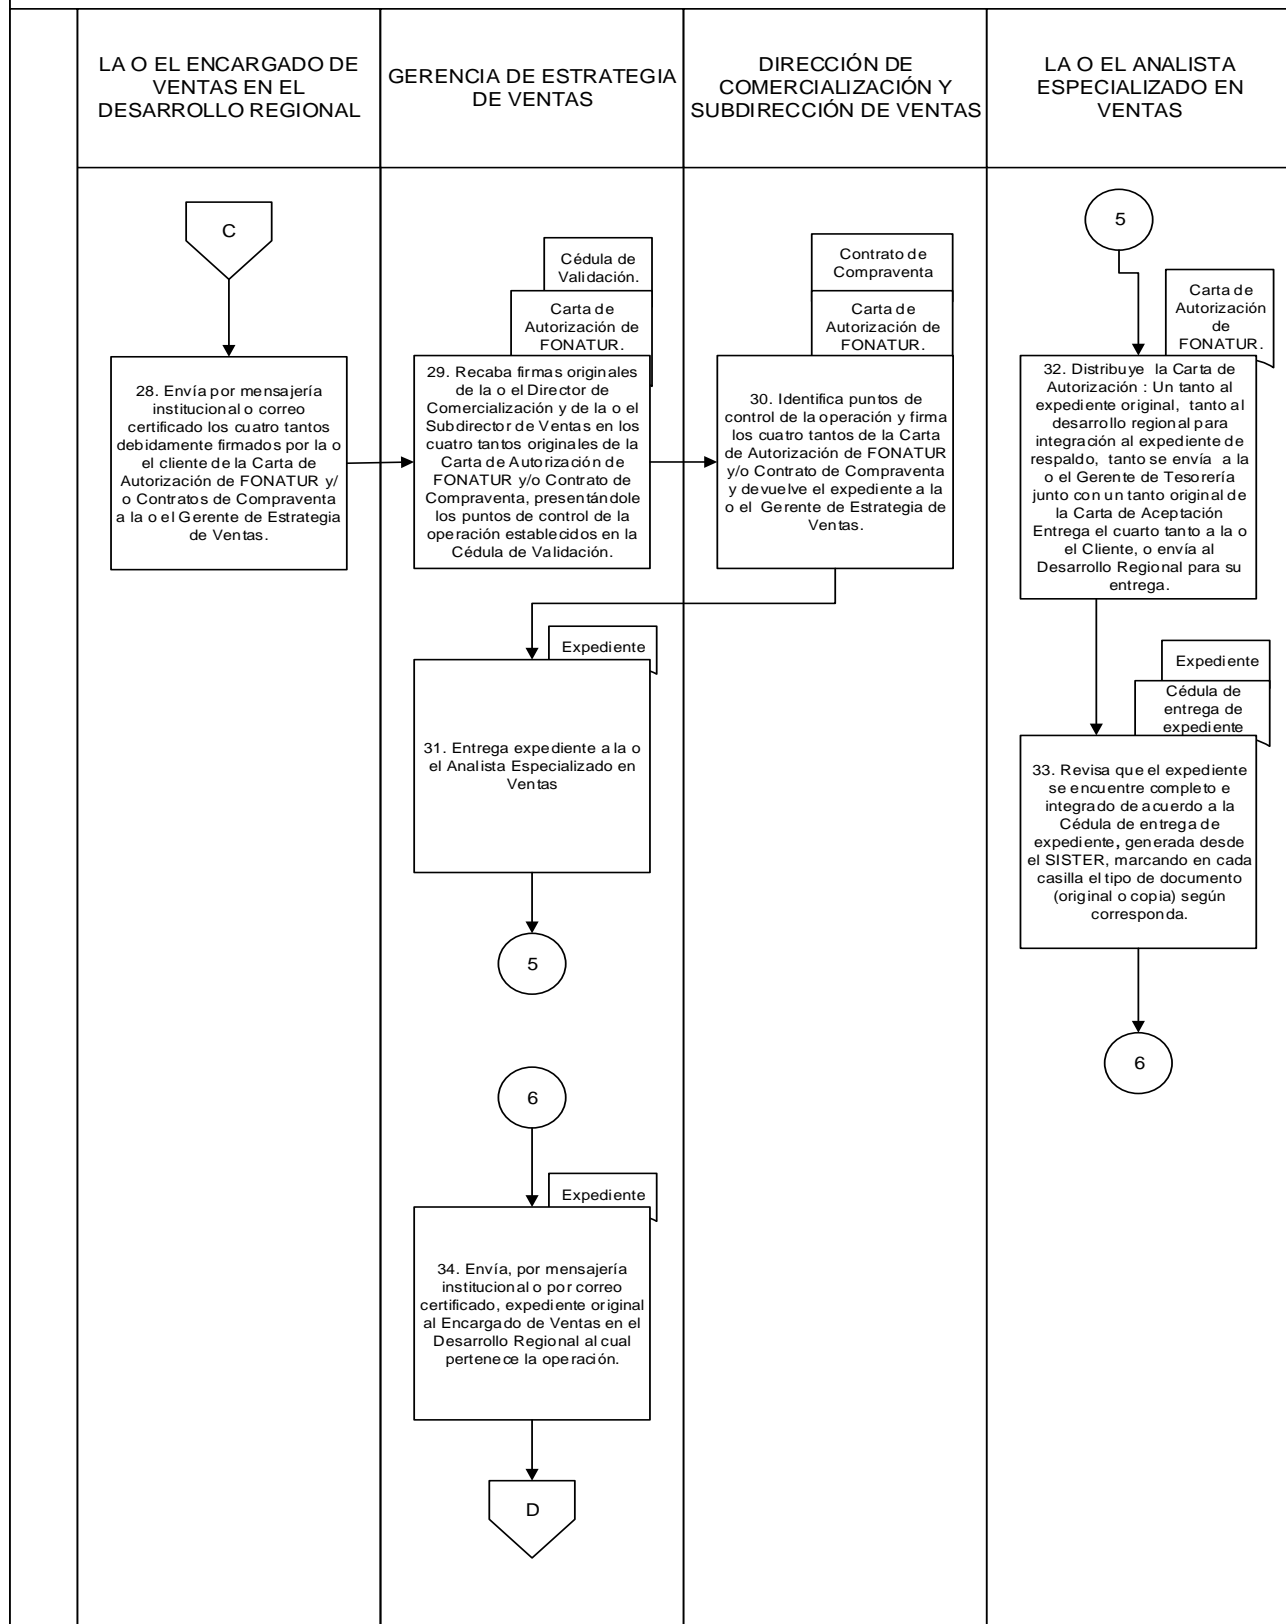 LA O EL ENCARGADO DE
VENTAS EN EL
DESARROLLO REGIONAL
GERENCIA DE ESTRATEGIA
DE VENTAS
DIRECCIÓN DE
COMERCIALIZACIÓN Y
SUBDIRECCIÓN DE VENTAS
LA O EL ANALISTA
ESPECIALIZADO EN
VENTAS
C
28. Envía por mensajería
institucional o correo
certificado los cuatro tantos
debidamente firmados por la o
el cliente de la Carta de
Autorización de FONATUR y/
o Contratos de Compraventa
a la o el Gerente de Estrategia
de Ventas.
Cédula de
Validación.
Carta de
Autorización de
FONATUR.
29. Recaba firmas originales
de la o el Director de
Comercialización y de la o el
Subdirector de Ventas en los
cuatro tantos originales de la
Carta de Autorización de
FONATUR y/o Contrato de
Compraventa, presentándole
los puntos de control de la
operación establecidos en la
Cédula de Validación.
Contrato de
Compraventa
Carta de
Autorización de
FONATUR.
30. Identifica puntos de
control de la operación y firma
los cuatro tantos de la Carta
de Autorización de FONATUR
y/o Contrato de Compraventa
y devuelve el expediente a la
o el Gerente de Estrategia de
Ventas.
Expediente
31. Entrega expediente a la o
el Analista Especializado en
Ventas
5
5
Carta de
Autorización
de
FONATUR.
32. Distribuye la Carta de
Autorización : Un tanto al
expediente original, tanto al
desarrollo regional para
integración al expediente de
respaldo, tanto se envía a la
o el Gerente de Tesorería
junto con un tanto original de
la Carta de Aceptación
Entrega el cuarto tanto a la o
el Cliente, o envía al
Desarrollo Regional para su
entrega.
Expediente
Cédula de
entrega de
expediente
33. Revisa que el expediente
se encuentre completo e
integrado de acuerdo a la
Cédula de entrega de
expediente, generada desde
el SISTER, marcando en cada
casilla el tipo de documento
(original o copia) según
corresponda.
6
6
Expediente
34. Envía, por mensajería
institucional o por correo
certificado, expediente original
al Encargado de Ventas en el
Desarrollo Regional al cual
pertenece la operación.
D